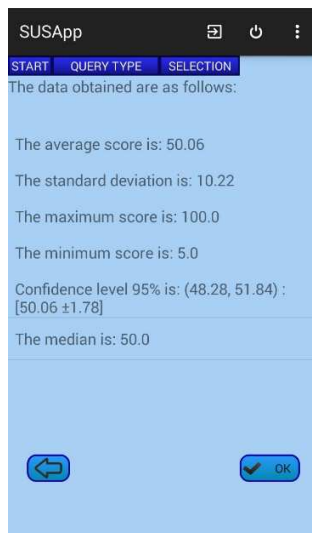 SUSApp
START QUERY TYPE SELECTION
The data obtained are as follows:
The average score is: 50.06
The standard deviation is: 10.22
The maximum score is: 100.0
The minimum score is: 5.0
Confidence level 95% is: (48.28, 51.84) :
[50.06 ±1.78]
The median is: 50.0
OK